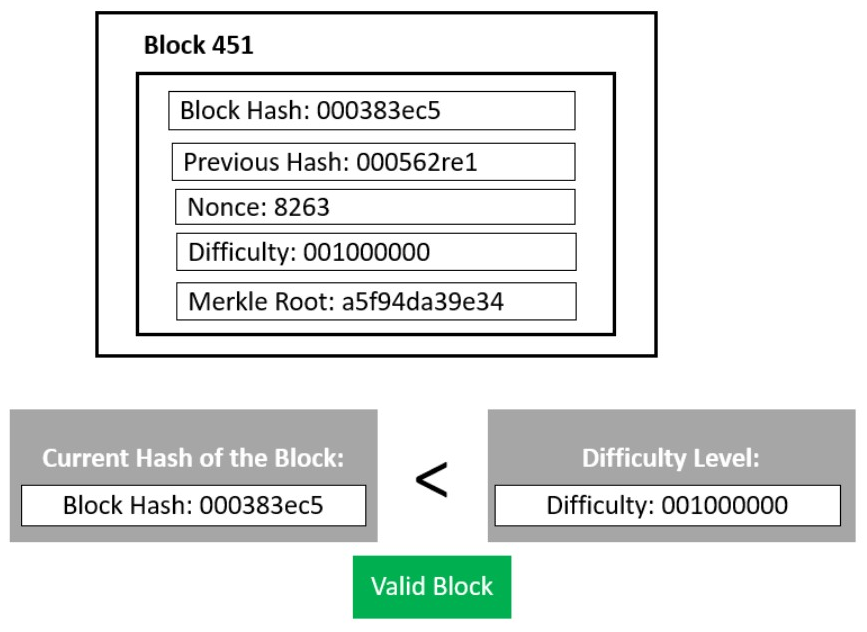 Block 451
Block Hash: 000383ec5
Previous Hash: 000562re1
Nonce: 8263
Difficulty: 001000000
Merkle Root: a5f94da39e34
Current Hash of the Block:
Block Hash: 000383ec5
<
Difficulty Level:
Difficulty: 001000000
Valid Block